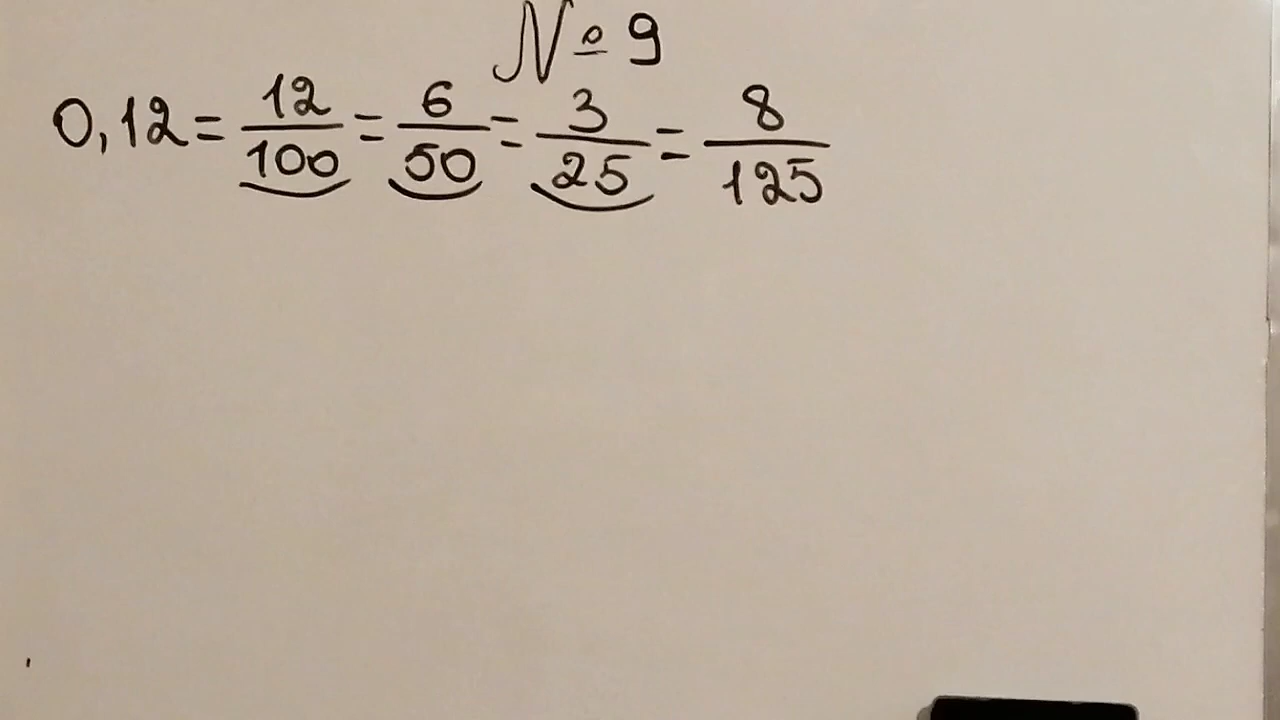 № 9
0,12 = 12/100 = 6/50 = 3/25 = 8/125